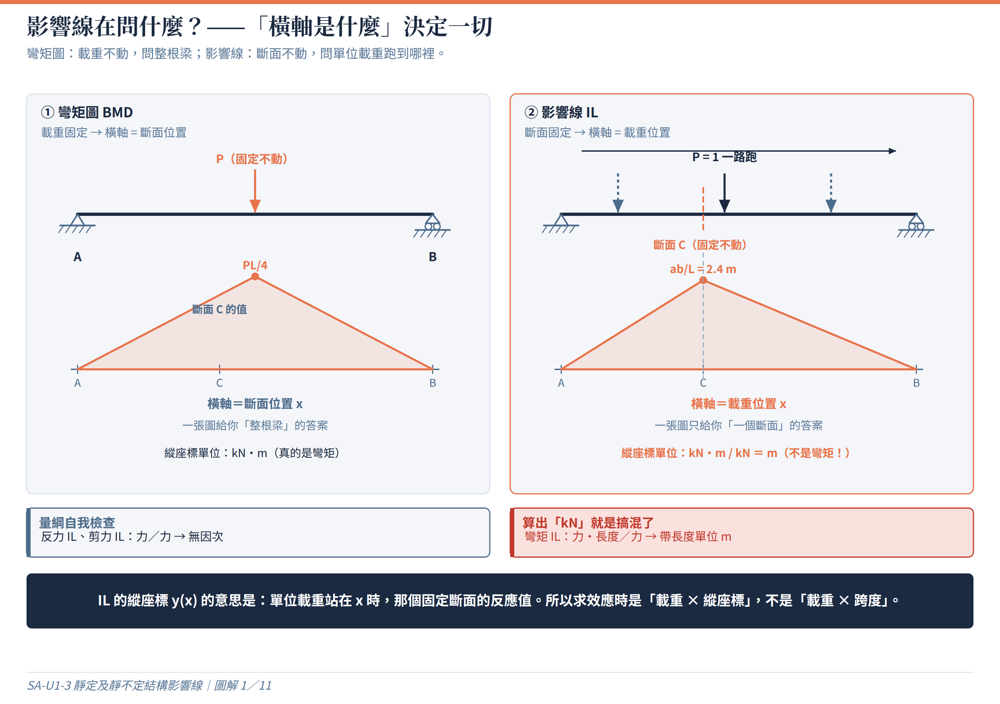 影響線在問什麼？——「橫軸是什麼」決定一切
彎矩圖：載重不動，問整根梁；影響線：斷面不動，問單位載重跑到哪裡。
① 彎矩圖 BMD
載重固定 → 橫軸 = 斷面位置
P（固定不動）
A
B
PL/4
斷面 C 的值
A
C
B
橫軸＝斷面位置 x
一張圖給你「整根梁」的答案
縱座標單位：kN・m（真的是彎矩）
② 影響線 IL
斷面固定 → 橫軸 = 載重位置
P = 1 一路跑
斷面 C（固定不動）
ab/L = 2.4 m
A
C
B
橫軸＝載重位置 x
一張圖只給你「一個斷面」的答案
縱座標單位：kN・m / kN ＝ m（不是彎矩！）
量綱自我檢查
反力 IL、剪力 IL：力／力 → 無因次
算出「kN」就是搞混了
彎矩 IL：力・長度／力 → 帶長度單位 m
IL 的縱座標 y(x) 的意思是：單位載重站在 x 時，那個固定斷面的反應值。所以求效應時是「載重 × 縱座標」，不是「載重 × 跨度」。
SA-U1-3 靜定及靜不定結構影響線｜圖解 1／11